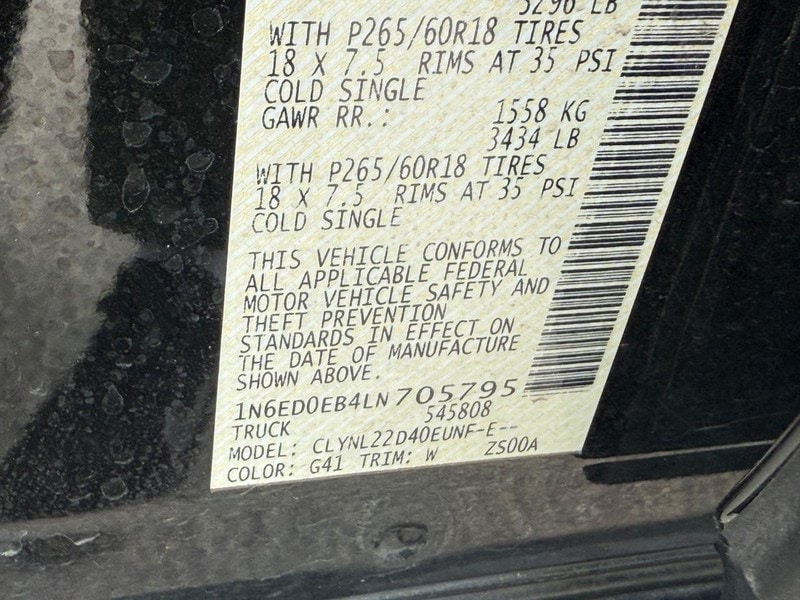 3296 LB
WITH P265/60R18 TIRES
18 X 7.5 RIMS AT 35 PSI
COLD SINGLE
GAWR RR.: 1558 KG
3434 LB
WITH P265/60R18 TIRES
18 X 7.5 RIMS AT 35 PSI
COLD SINGLE
THIS VEHICLE CONFORMS TO
ALL APPLICABLE FEDERAL
MOTOR VEHICLE SAFETY AND
THEFT PREVENTION
STANDARDS IN EFFECT ON
THE DATE OF MANUFACTURE
SHOWN ABOVE.
1N6ED0EB4LN705795
TRUCK 545808
MODEL: CLYNL22D40EUNF-E--
COLOR: G41 TRIM: W ZS00A